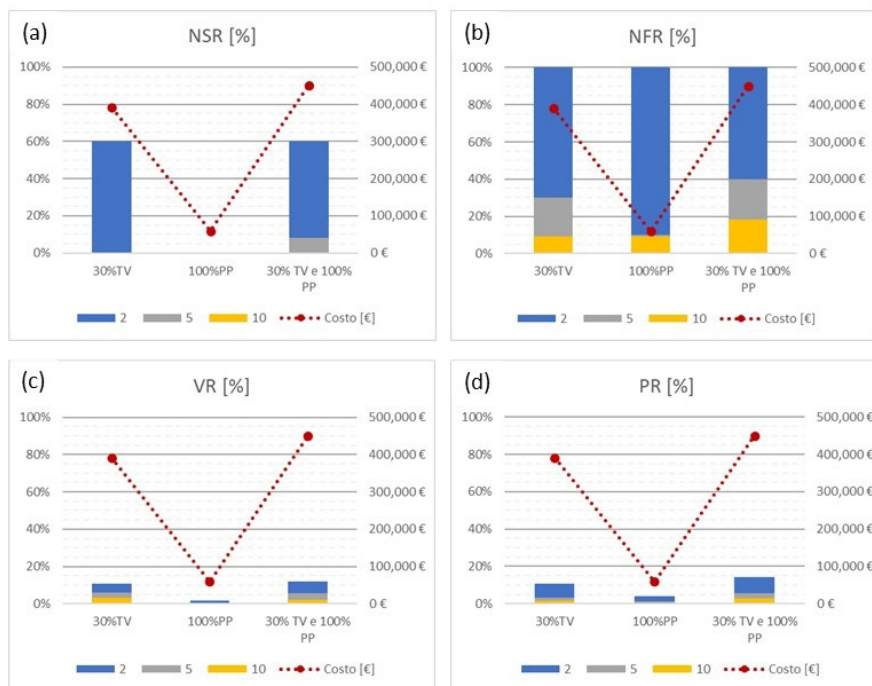 (a)
NSR [%]
100%
80%
60%
40%
20%
0%
500,000 €
400,000 €
300,000 €
200,000 €
100,000 €
0 €
30%TV
100%PP
30% TV e 100%
PP
2
5
10
Costo [€]
(b)
NFR [%]
100%
80%
60%
40%
20%
0%
500,000 €
400,000 €
300,000 €
200,000 €
100,000 €
0 €
30%TV
100%PP
30% TV e 100%
PP
2
5
10
Costo [€]
(c)
VR [%]
100%
80%
60%
40%
20%
0%
500,000 €
400,000 €
300,000 €
200,000 €
100,000 €
0 €
30%TV
100%PP
30% TV e 100%
PP
2
5
10
Costo [€]
(d)
PR [%]
100%
80%
60%
40%
20%
0%
500,000 €
400,000 €
300,000 €
200,000 €
100,000 €
0 €
30%TV
100%PP
30% TV e 100%
PP
2
5
10
Costo [€]